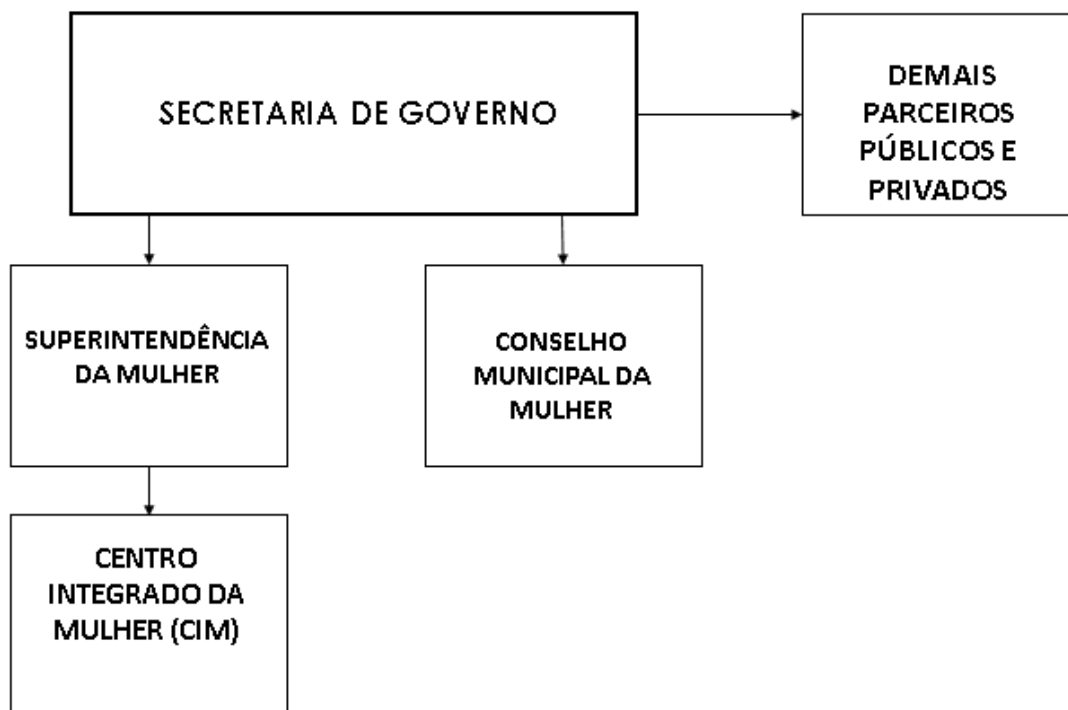 SECRETARIA DE GOVERNO
DEMAIS
PARCEIROS
PÚBLICOS E
PRIVADOS
SUPERINTENDÊNCIA
DA MULHER
CONSELHO
MUNICIPAL DA
MULHER
CENTRO
INTEGRADO DA
MULHER (CIM)